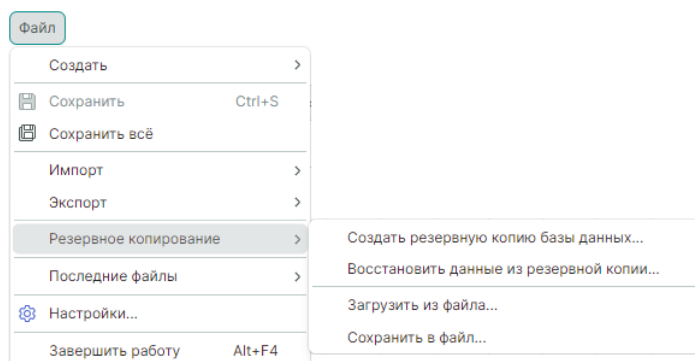 Файл
Создать
Сохранить Ctrl+S
Сохранить всё
Импорт
Экспорт
Резервное копирование
Создать резервную копию базы данных...
Восстановить данные из резервной копии...
Последние файлы
Загрузить из файла...
Настройки...
Сохранить в файл...
Завершить работу Alt+F4